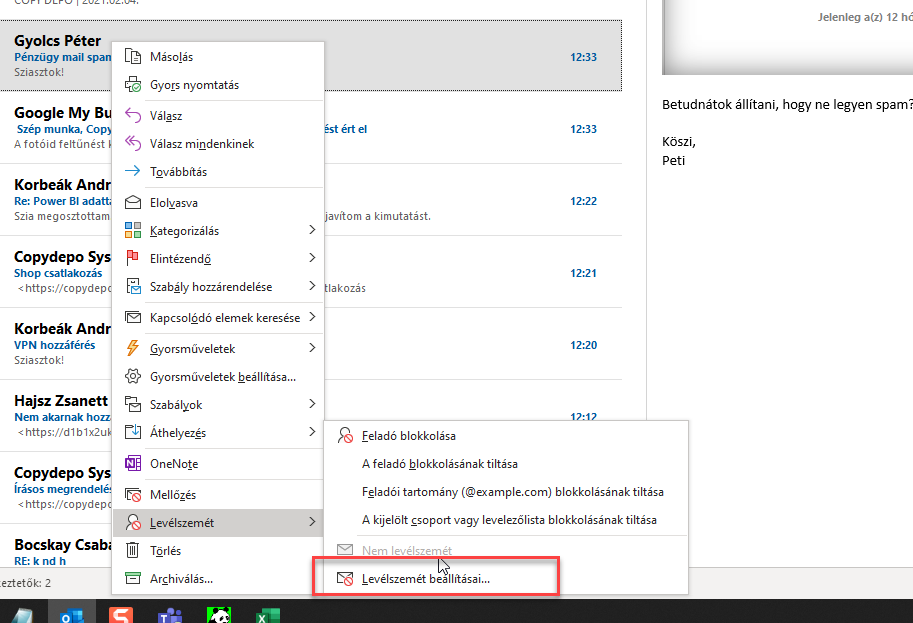 COPY DEPO | 2021.02.04.
Gyolcs Péter
Pénzügy mail spam
12:33
Sziasztok!
Google My Bu
Szép munka, Copy
ést ért el
12:33
A fotóid feltűnést k
Korbeák Andr
Re: Power BI adatta
12:22
Szia megosztottam
javítom a kimutatást.
Copydepo Sys
Shop csatlakozás
12:21
<https://copydepo
tlakozás
Korbeák Andr
VPN hozzáférés
12:20
Sziasztok!
Hajsz Zsanett
Nem akarnak hozz
12:12
<https://d1b1x2uk
Copydepo Sys
Írásos megrendelés
<https://copydepo
Bocskay Csaba
RE: k nd h
eztetők: 2
Másolás
Gyors nyomtatás
Válasz
Válasz mindenkinek
Továbbítás
Elolvasva
Kategorizálás
Elintézendő
Szabály hozzárendelése
Kapcsolódó elemek keresése
Gyorsműveletek
Gyorsműveletek beállítása...
Szabályok
Áthelyezés
OneNote
Mellőzés
Levélszemét
Törlés
Archiválás...
Feladó blokkolása
A feladó blokkolásának tiltása
Feladói tartomány (@example.com) blokkolásának tiltása
A kijelölt csoport vagy levelezőlista blokkolásának tiltása
Nem levélszemét
Levélszemét beállításai...
Jelenleg a(z) 12 hó
Betudnátok állítani, hogy ne legyen spam?
Köszi,
Peti